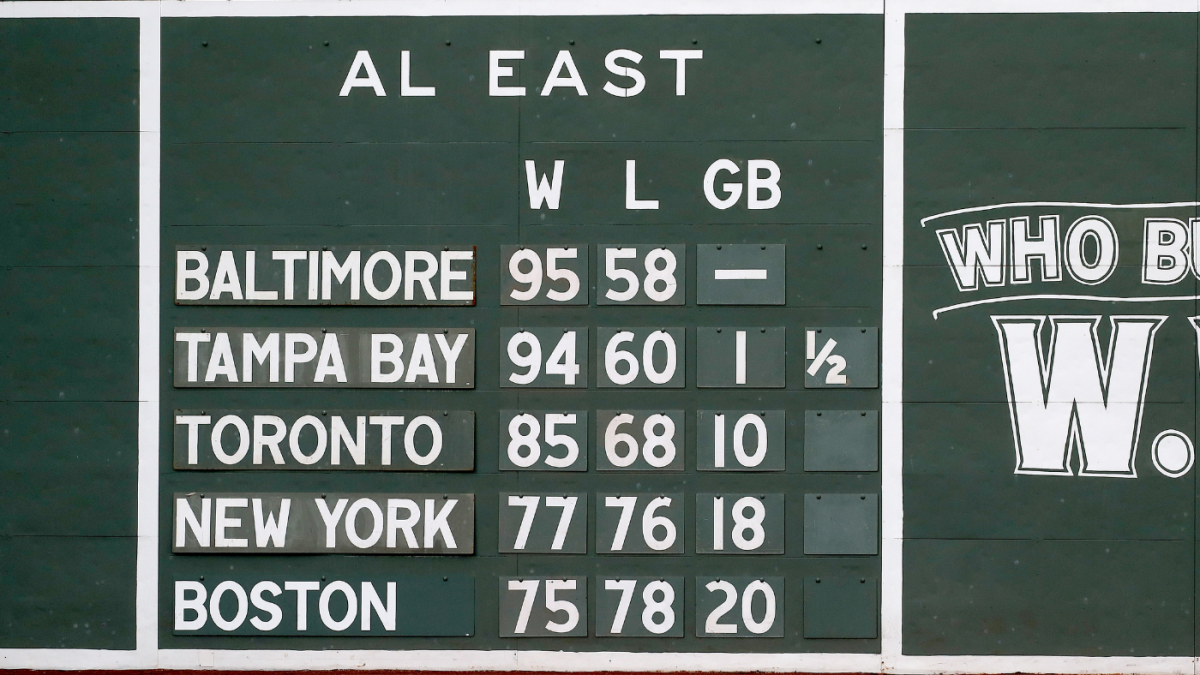 AL EAST
W L GB
BALTIMORE 95 58 —
TAMPA BAY 94 60 1 ½
TORONTO 85 68 10
NEW YORK 77 76 18
BOSTON 75 78 20
WHO
W.